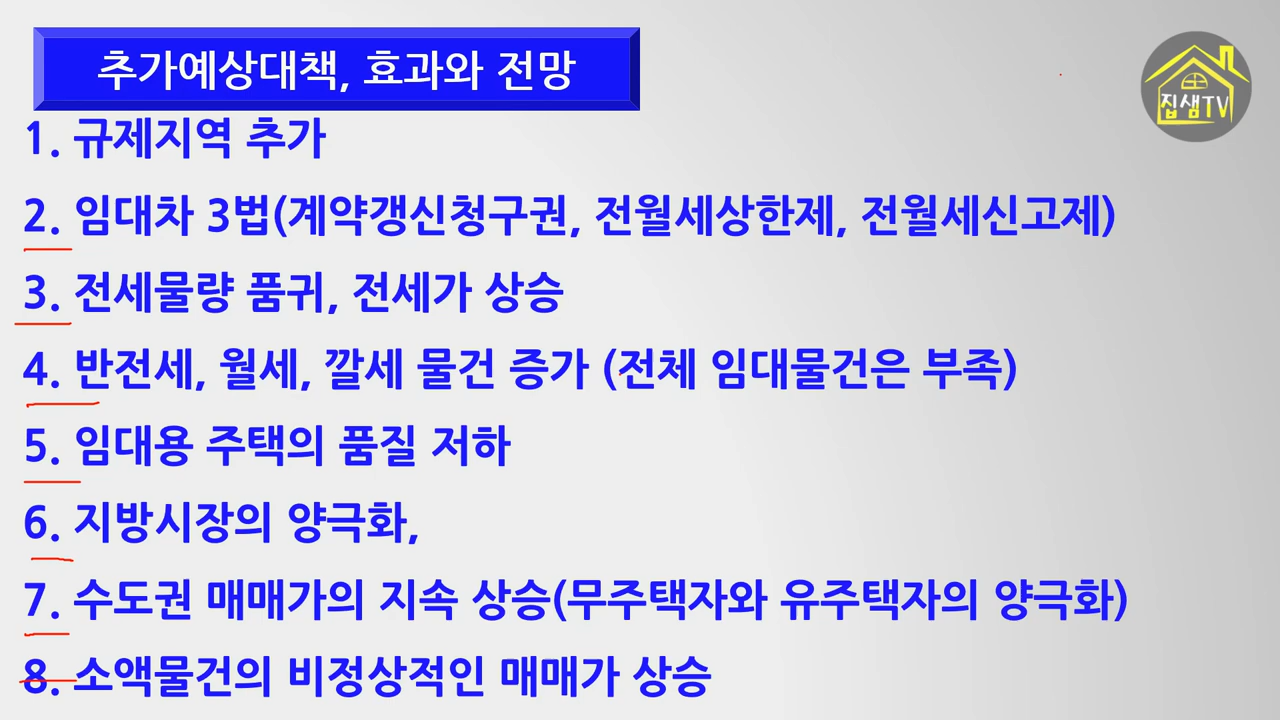 추가예상대책, 효과와 전망
집샘TV
1. 규제지역 추가
2. 임대차 3법(계약갱신청구권, 전월세상한제, 전월세신고제)
3. 전세물량 품귀, 전세가 상승
4. 반전세, 월세, 깔세 물건 증가 (전체 임대물건은 부족)
5. 임대용 주택의 품질 저하
6. 지방시장의 양극화,
7. 수도권 매매가의 지속 상승(무주택자와 유주택자의 양극화)
8. 소액물건의 비정상적인 매매가 상승